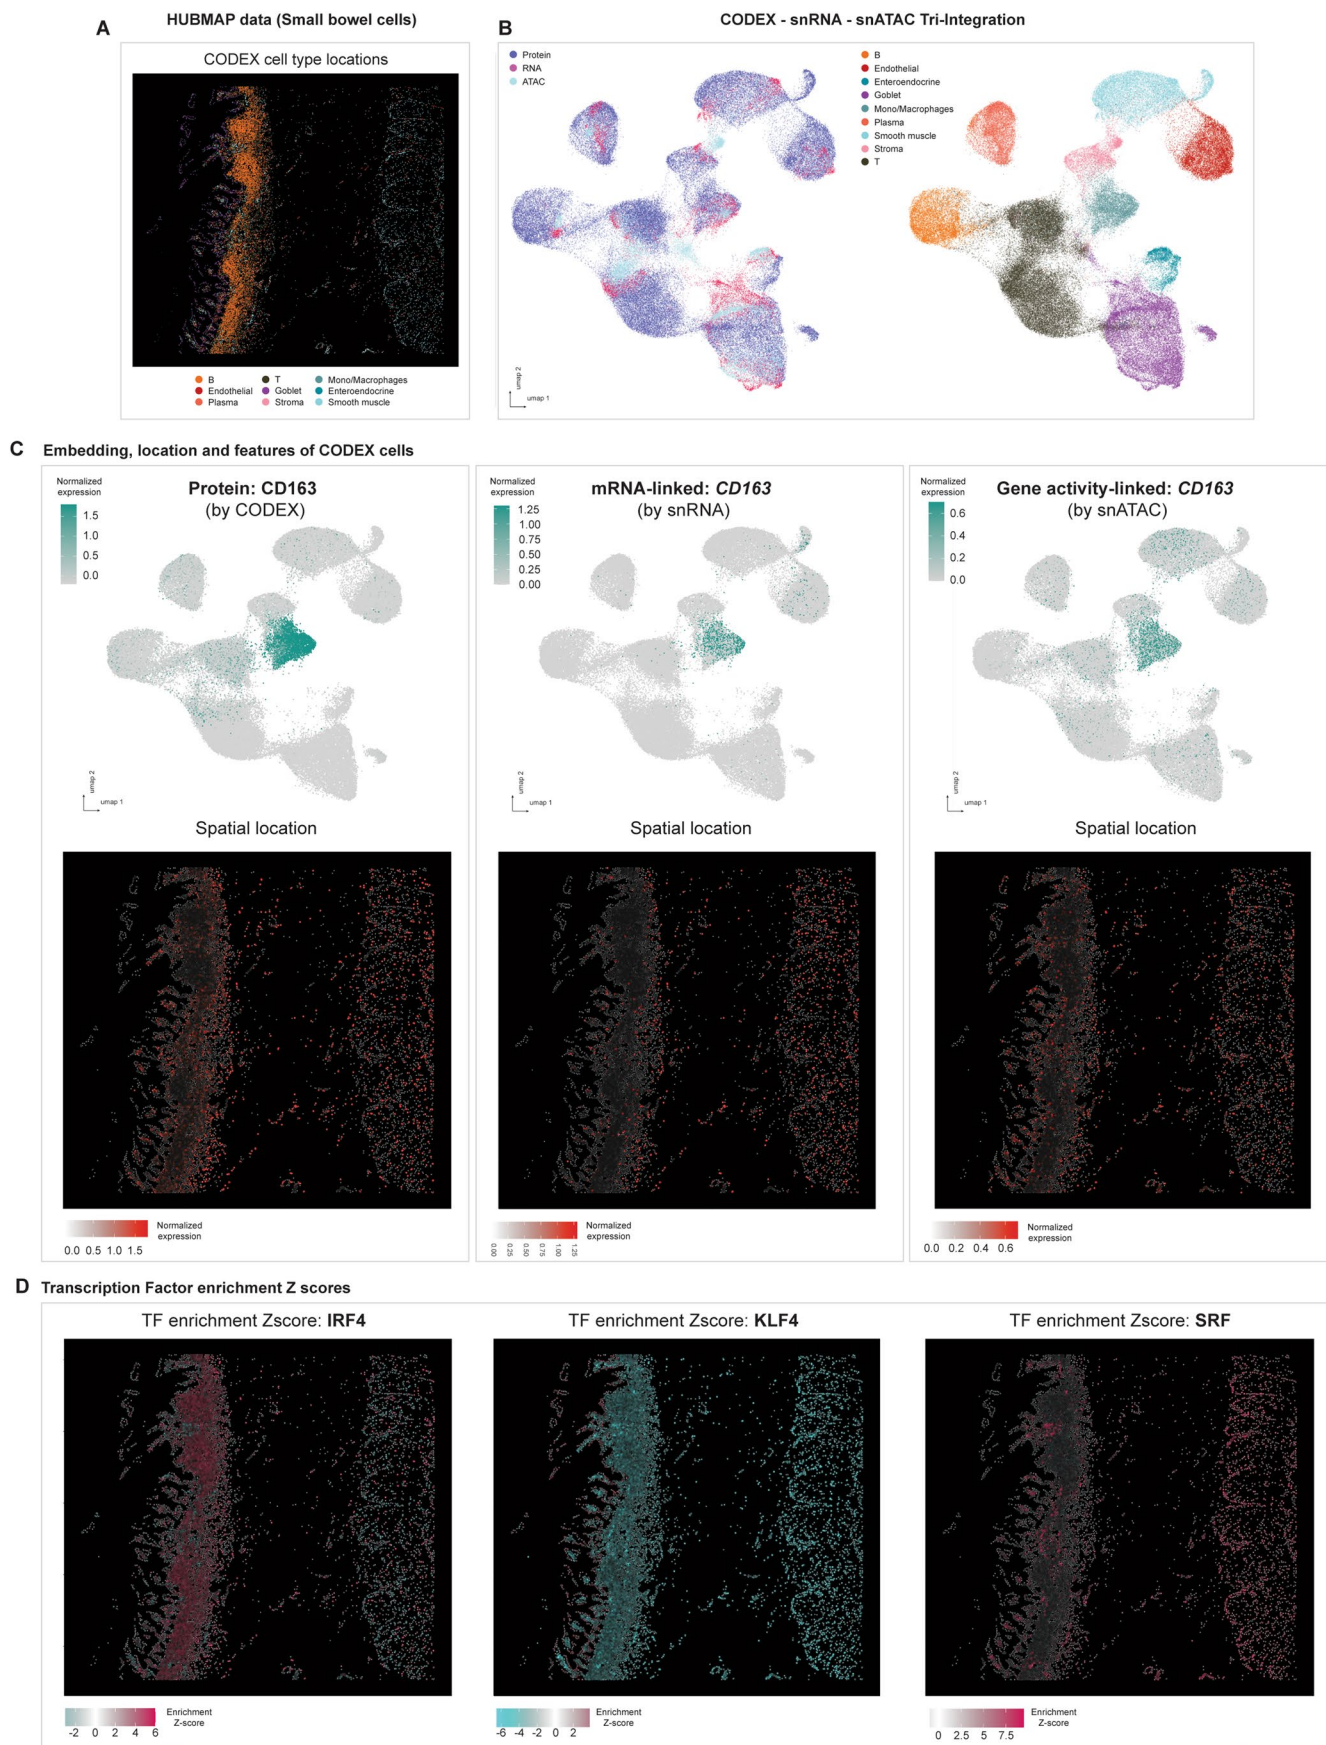 A
HUBMAP data (Small bowel cells)
CODEX cell type locations
B
Endothelial
Plasma
T
Goblet
Stroma
Mono/Macrophages
Enteroendocrine
Smooth muscle
B
CODEX - snRNA - snATAC Tri-Integration
Protein
RNA
ATAC
B
Endothelial
Enteroendocrine
Goblet
Mono/Macrophages
Plasma
Smooth muscle
Stroma
T
umap 2
umap 1
C
Embedding, location and features of CODEX cells
Normalized
expression
1.5
1.0
0.5
0.0
Protein: CD163
(by CODEX)
umap 2
umap 1
Spatial location
0.0 0.5 1.0 1.5
Normalized
expression
Normalized
expression
1.25
1.00
0.75
0.50
0.25
0.00
mRNA-linked: CD163
(by snRNA)
umap 2
umap 1
Spatial location
0.00 0.25 0.50 0.75 1.00 1.25
Normalized
expression
Normalized
expression
0.6
0.4
0.2
0.0
Gene activity-linked: CD163
(by snATAC)
umap 2
umap 1
Spatial location
0.0 0.2 0.4 0.6
Normalized
expression
D
Transcription Factor enrichment Z scores
TF enrichment Zscore: IRF4
-2 0 2 4 6
Enrichment
Z-score
TF enrichment Zscore: KLF4
-6 -4 -2 0 2
Enrichment
Z-score
TF enrichment Zscore: SRF
0 2.5 5 7.5
Enrichment
Z-score